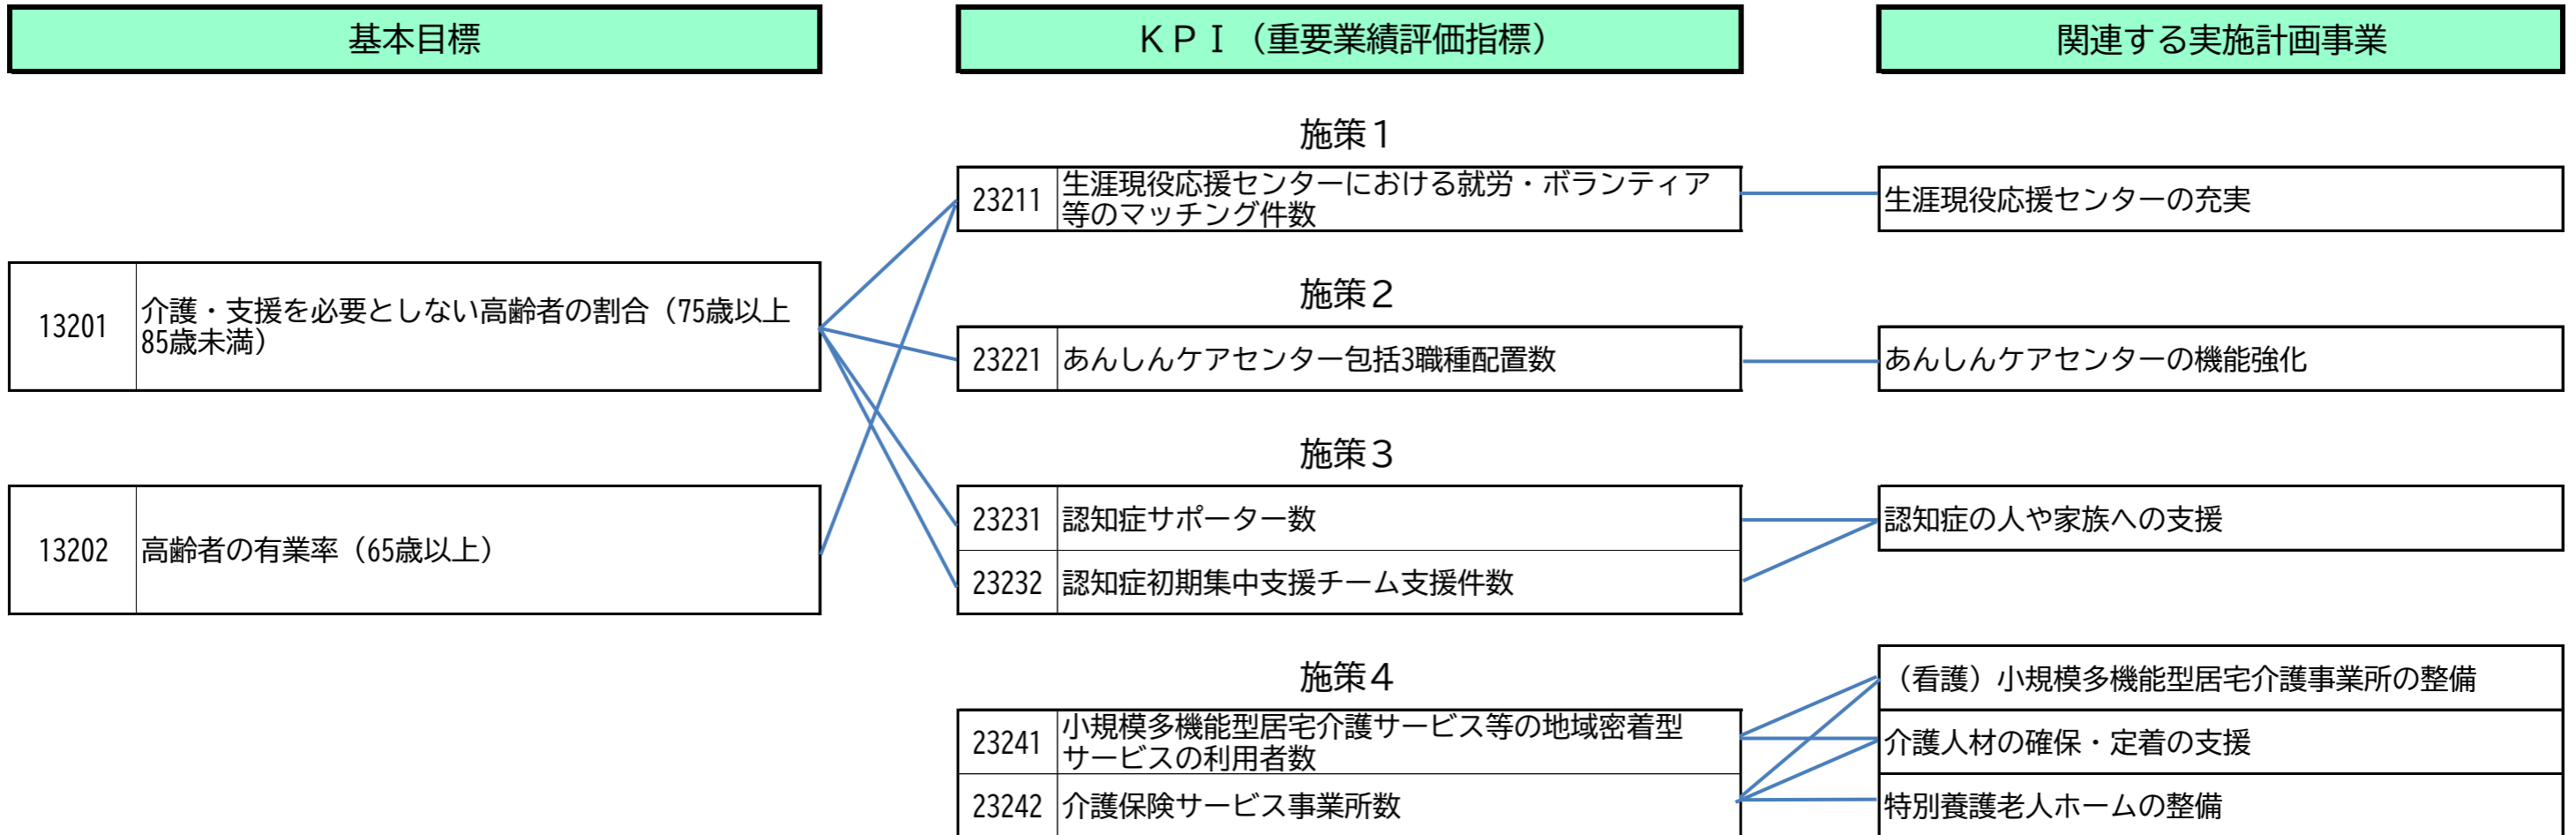 基本目標
ＫＰＩ（重要業績評価指標）
関連する実施計画事業
施策１
23211
生涯現役応援センターにおける就労・ボランティア
等のマッチング件数
生涯現役応援センターの充実
13201
介護・支援を必要としない高齢者の割合（75歳以上
85歳未満）
施策２
23221
あんしんケアセンター包括3職種配置数
あんしんケアセンターの機能強化
施策３
13202
高齢者の有業率（65歳以上）
23231
認知症サポーター数
認知症の人や家族への支援
23232
認知症初期集中支援チーム支援件数
施策４
（看護）小規模多機能型居宅介護事業所の整備
23241
小規模多機能型居宅介護サービス等の地域密着型
サービスの利用者数
介護人材の確保・定着の支援
23242
介護保険サービス事業所数
特別養護老人ホームの整備